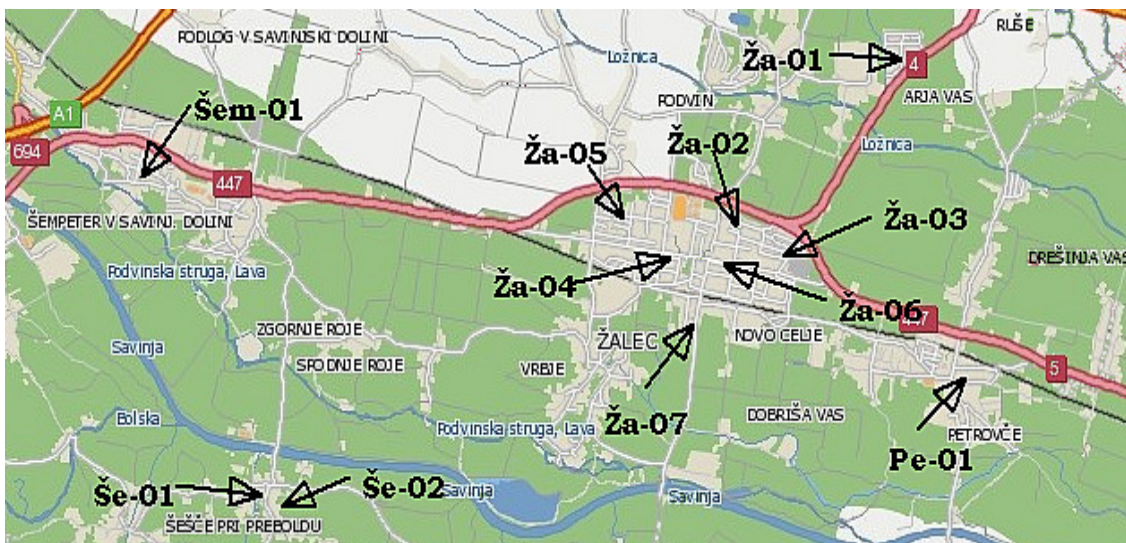 RUŠE
PODLOG V SAVINJSKI DOLINI
Ložnica
Ža-01
4
PODVIN
ARJA VAS
A1
Šem-01
694
Ža-05
Ža-02
Ložnica
447
ŠEMPETER V SAVINJ. DOLINI
Ža-03
DREŠINJA VAS
Podvinska struga, Lava
Ža-04
Ža-06
447
ZGORNJE ROJE
NOVO CELJE
Savinja
ŽALEC
SPODNJE ROJE
VRBJE
5
Ža-07
DOBRIŠA VAS
Bolska
Podvinska struga, Lava
PETROVČE
Pe-01
Še-01
Še-02
Savinja
Savinja
ŠEŠČE PRI PREBOLDU